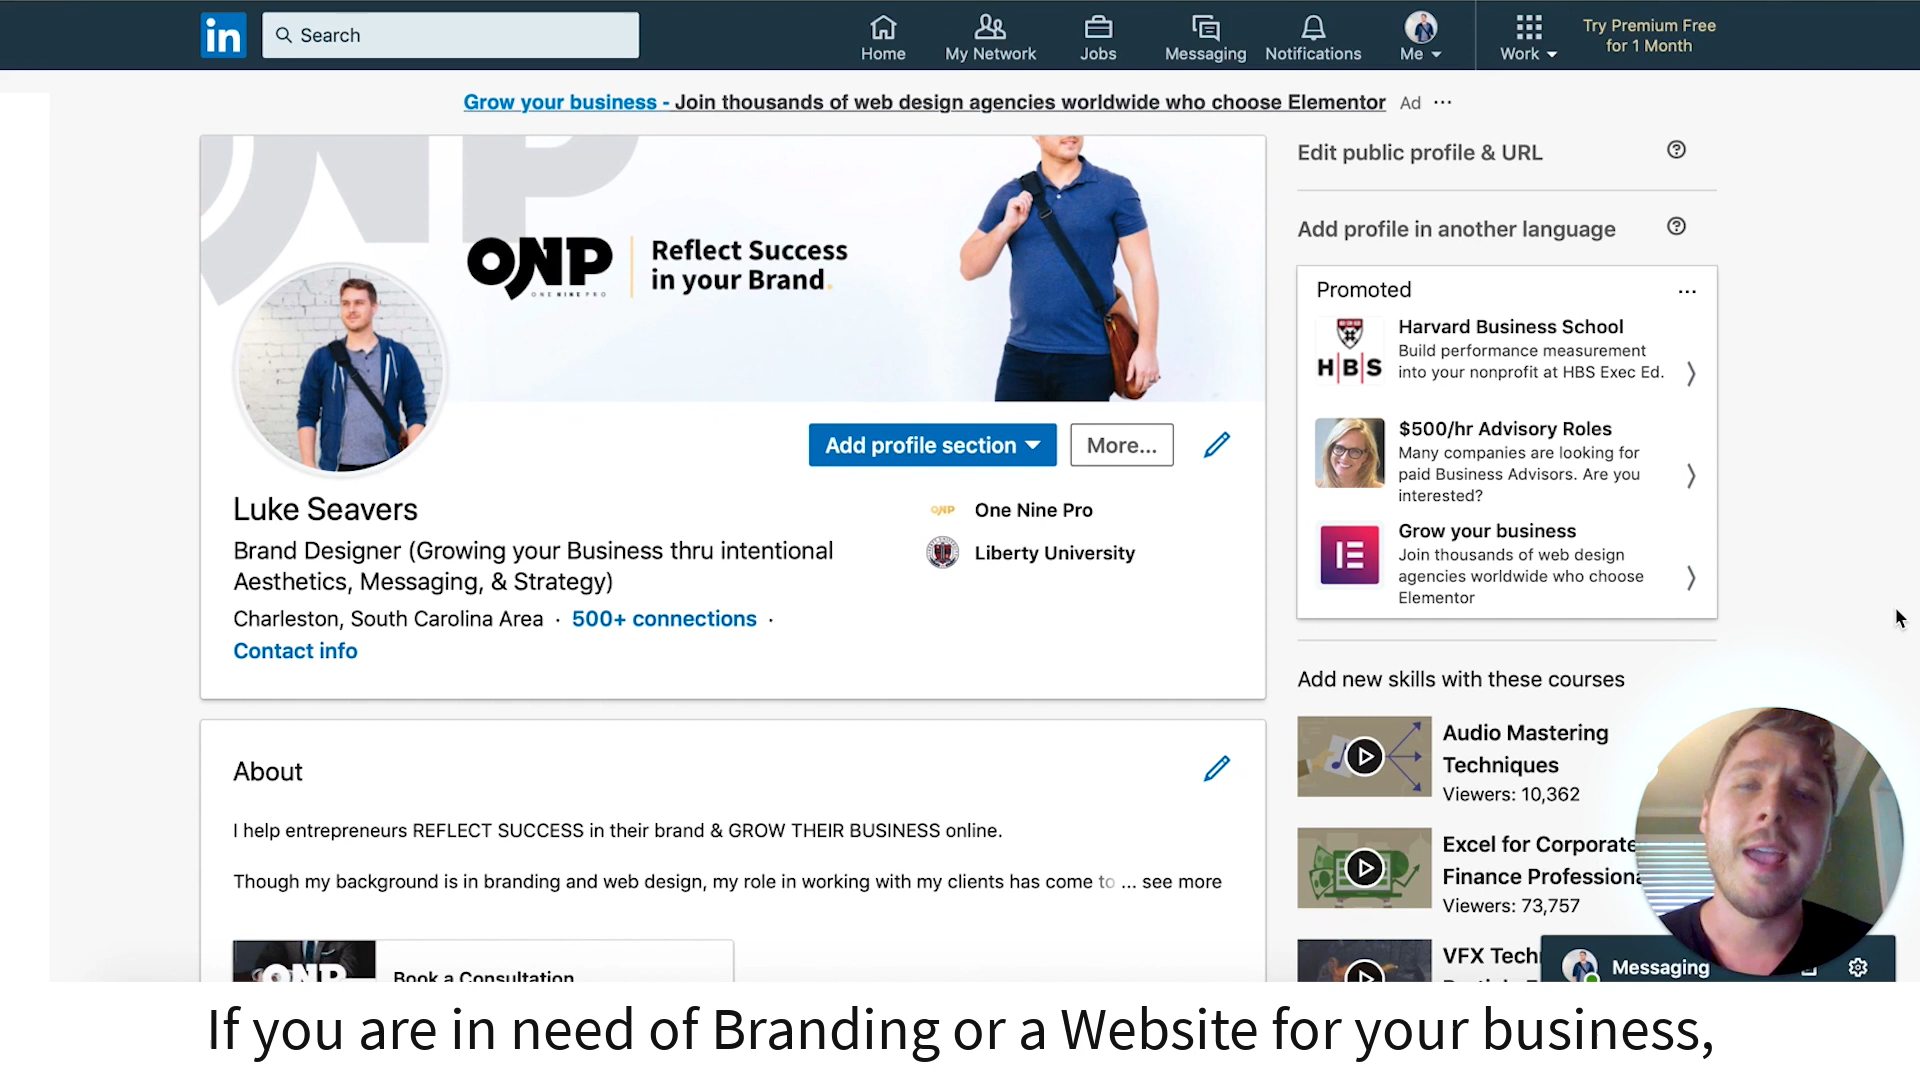 in
Search
Home
My Network
Jobs
Messaging
Notifications
Me
Work
Try Premium Free
for 1 Month
Grow your business - Join thousands of web design agencies worldwide who choose Elementor Ad ...
ONP
ONP
ONE NINE PRO
Reflect Success
in your Brand.
Add profile section
More...
Luke Seavers
Brand Designer (Growing your Business thru intentional
Aesthetics, Messaging, & Strategy)
Charleston, South Carolina Area · 500+ connections ·
Contact info
ONP One Nine Pro
Liberty University
About
I help entrepreneurs REFLECT SUCCESS in their brand & GROW THEIR BUSINESS online.
Though my background is in branding and web design, my role in working with my clients has come to ... see more
ONP
Book a Consultation
Edit public profile & URL
Add profile in another language
Promoted
...
H|B|S
Harvard Business School
Build performance measurement
into your nonprofit at HBS Exec Ed.
$500/hr Advisory Roles
Many companies are looking for
paid Business Advisors. Are you
interested?
Grow your business
Join thousands of web design
agencies worldwide who choose
Elementor
Add new skills with these courses
Audio Mastering
Techniques
Viewers: 10,362
Excel for Corporate
Finance Professiona
Viewers: 73,757
VFX Tech
Messaging
If you are in need of Branding or a Website for your business,